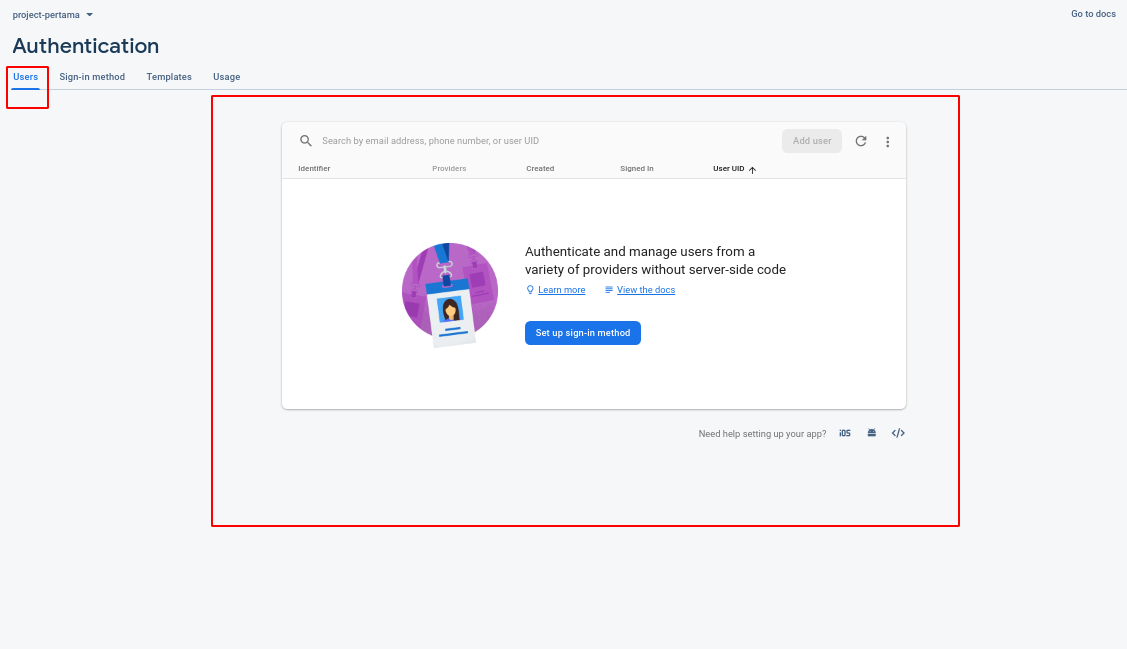 project-pertama
Go to docs
Authentication
Users Sign-in method Templates Usage
Search by email address, phone number, or user UID
Add user
Identifier Providers Created Signed In User UID
Authenticate and manage users from a
variety of providers without server-side code
Learn more View the docs
Set up sign-in method
Need help setting up your app? iOS </>